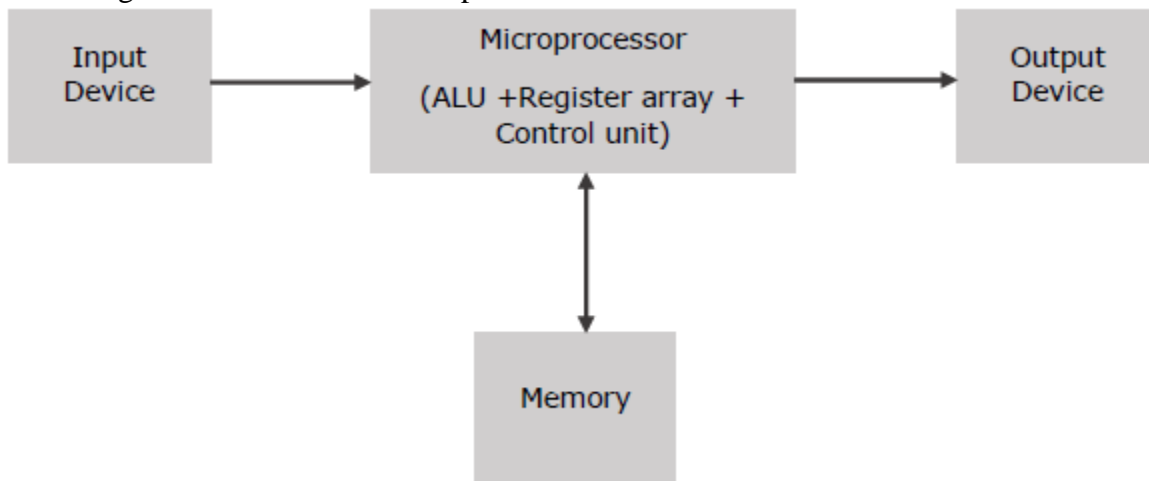 Input
Device
Microprocessor
(ALU +Register array +
Control unit)
Output
Device
Memory